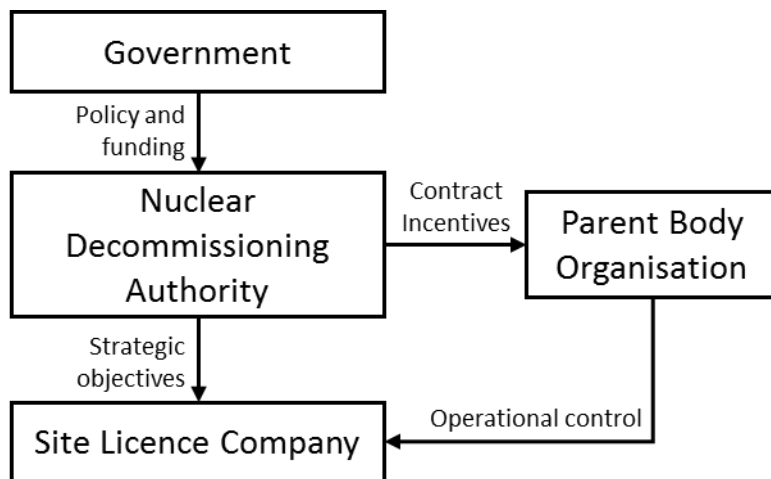 Government
Policy and
funding
Nuclear
Decommissioning
Authority
Contract
Incentives
Parent Body
Organisation
Strategic
objectives
Site Licence Company
Operational control